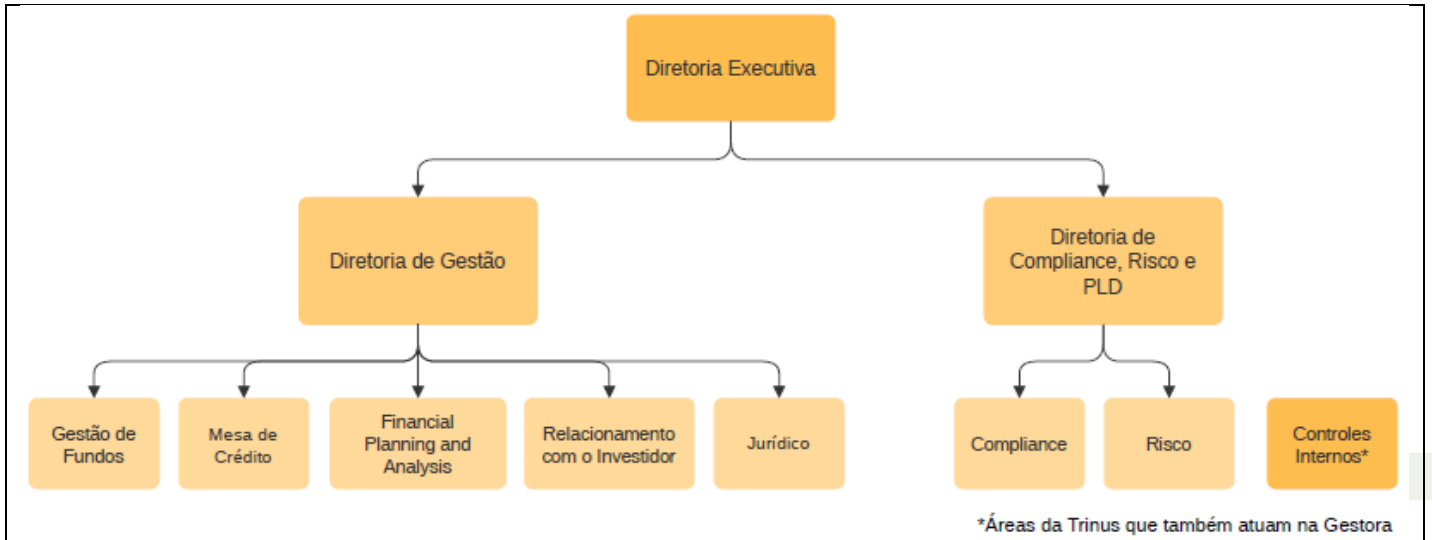 Diretoria Executiva
Diretoria de Gestão
Diretoria de
Compliance, Risco e
PLD
Gestão de
Fundos
Mesa de
Crédito
Financial
Planning and
Analysis
Relacionamento
com o Investidor
Jurídico
Compliance
Risco
Controles
Internos*
*Áreas da Trinus que também atuam na Gestora